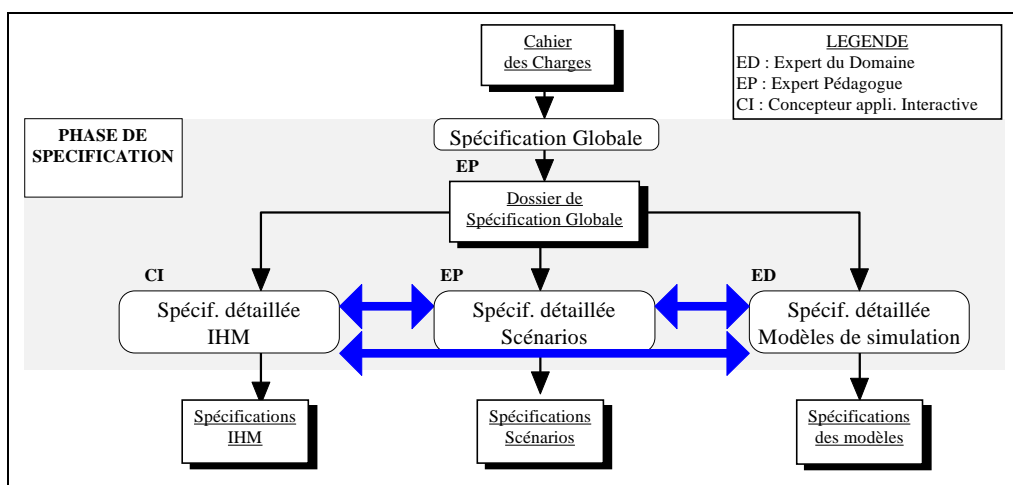 Cahier
des Charges
LEGENDE
ED : Expert du Domaine
EP : Expert Pédagogue
CI : Concepteur appli. Interactive
PHASE DE
SPECIFICATION
Spécification Globale
EP
Dossier de
Spécification Globale
CI
EP
ED
Spécif. détaillée
IHM
Spécif. détaillée
Scénarios
Spécif. détaillée
Modèles de simulation
Spécifications
IHM
Spécifications
Scénarios
Spécifications
des modèles